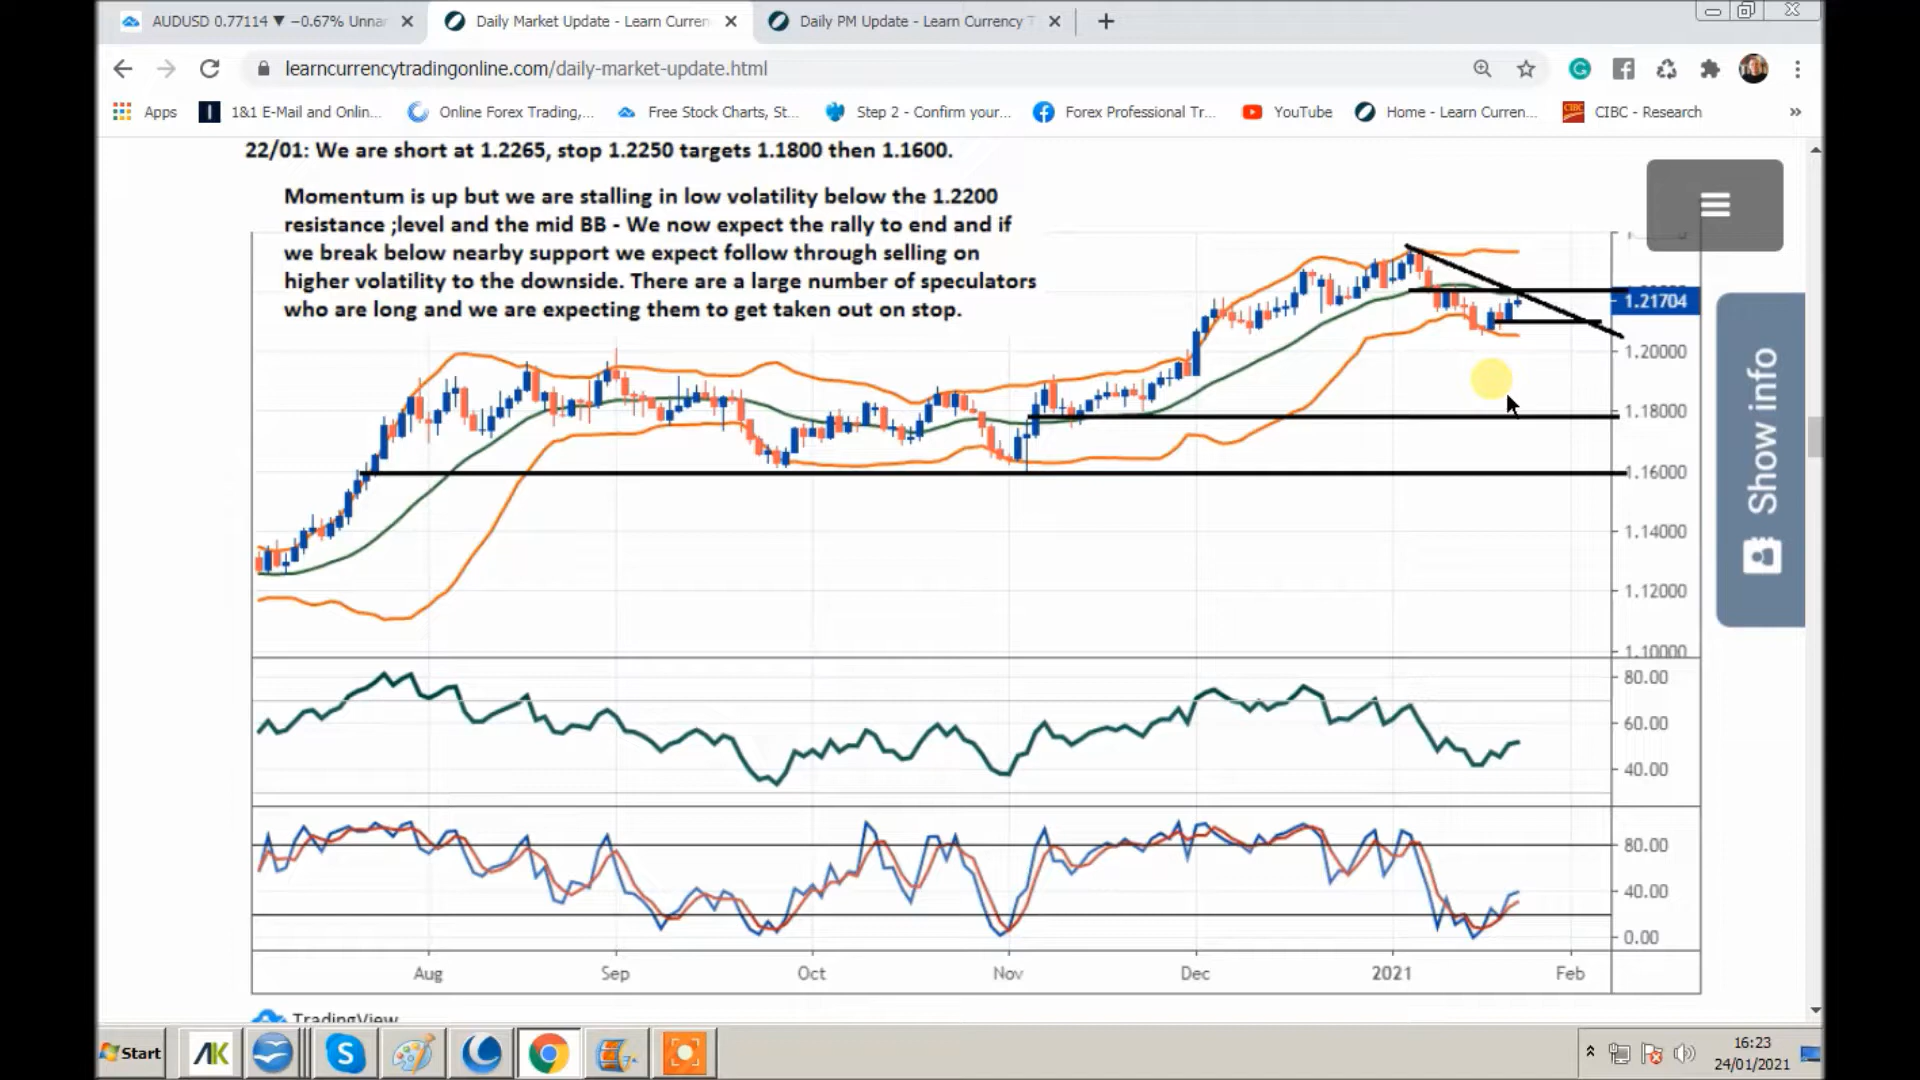 AUDUSD 0.77114 ▼ −0.67% Unnar
Daily Market Update - Learn Curren
Daily PM Update - Learn Currency T
learncurrencytradingonline.com/daily-market-update.html
Apps
1&1 E-Mail and Onlin...
Online Forex Trading,...
Free Stock Charts, St...
Step 2 - Confirm your...
Forex Professional Tr...
YouTube
Home - Learn Curren...
CIBC
CIBC - Research
22/01: We are short at 1.2265, stop 1.2250 targets 1.1800 then 1.1600.
Momentum is up but we are stalling in low volatility below the 1.2200
resistance ;level and the mid BB - We now expect the rally to end and if
we break below nearby support we expect follow through selling on
higher volatility to the downside. There are a large number of speculators
who are long and we are expecting them to get taken out on stop.
1.21704
1.20000
1.18000
1.16000
1.14000
1.12000
1.10000
80.00
60.00
40.00
80.00
40.00
0.00
Aug Sep Oct Nov Dec 2021 Feb
Show info
TradingView
Start
16:23
24/01/2021